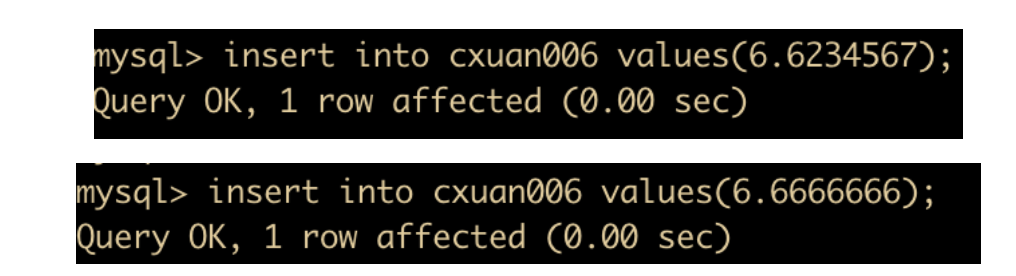 mysql> insert into cxuan006 values(6.6234567);
Query OK, 1 row affected (0.00 sec)
mysql> insert into cxuan006 values(6.6666666);
Query OK, 1 row affected (0.00 sec)